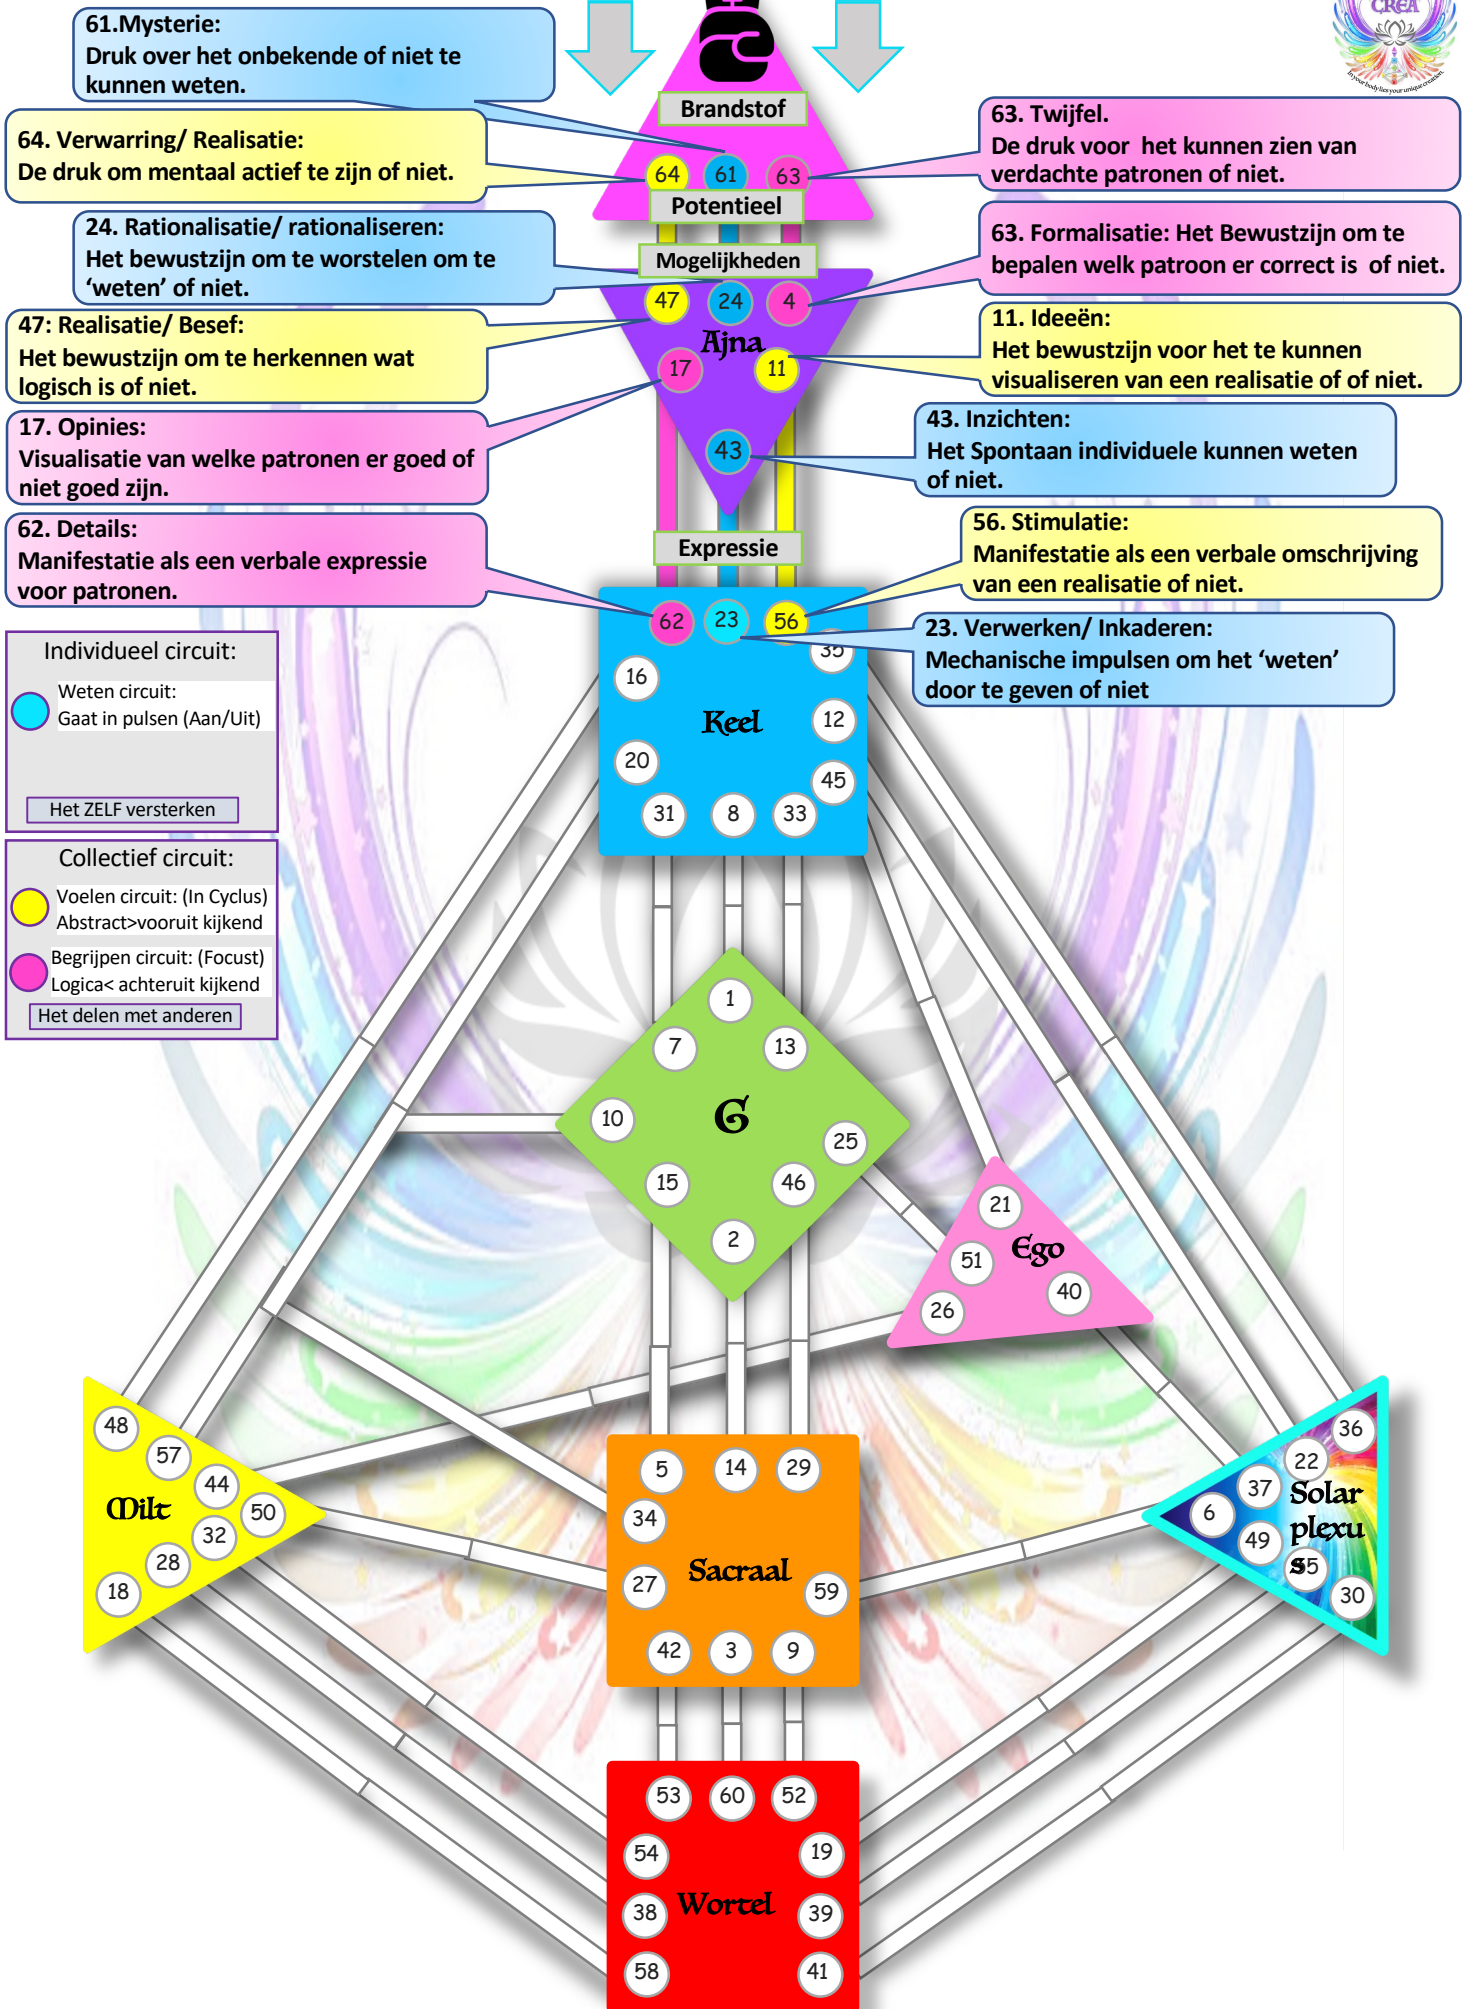 CREA
In your body lies your unique creation.
61.Mysterie:
Druk over het onbekende of niet te
kunnen weten.
Brandstof
64. Verwarring/ Realisatie:
De druk om mentaal actief te zijn of niet.
63. Twijfel.
De druk voor het kunnen zien van
verdachte patronen of niet.
64 61 63
Potentieel
24. Rationalisatie/ rationaliseren:
Het bewustzijn om te worstelen om te
‘weten’ of niet.
Mogelijkheden
63. Formalisatie: Het Bewustzijn om te
bepalen welk patroon er correct is of niet.
47 24 4
Ajna
17 11
43
47: Realisatie/ Besef:
Het bewustzijn om te herkennen wat
logisch is of niet.
11. Ideeën:
Het bewustzijn voor het te kunnen
visualiseren van een realisatie of of niet.
17. Opinies:
Visualisatie van welke patronen er goed of
niet goed zijn.
43. Inzichten:
Het Spontaan individuele kunnen weten
of niet.
62. Details:
Manifestatie als een verbale expressie
voor patronen.
Expressie
56. Stimulatie:
Manifestatie als een verbale omschrijving
van een realisatie of niet.
62 23 56
35
23. Verwerken/ Inkaderen:
Mechanische impulsen om het ‘weten’
door te geven of niet
16
Keel
12
20
45
31 8 33
Individueel circuit:
Weten circuit:
Gaat in pulsen (Aan/Uit)
Het ZELF versterken
Collectief circuit:
Voelen circuit: (In Cyclus)
Abstract>vooruit kijkend
Begrijpen circuit: (Focust)
Logica< achteruit kijkend
Het delen met anderen
1
7 13
10
G
25
15 46
2
21
51
Ego
26 40
48
57
44
50
Milt
32
28
18
5 14 29
34
Sacraal
27 59
42 3 9
36
22
37
Solar
plexu
s
6
49
55
30
53 60 52
54 19
38
Wortel
39
58 41